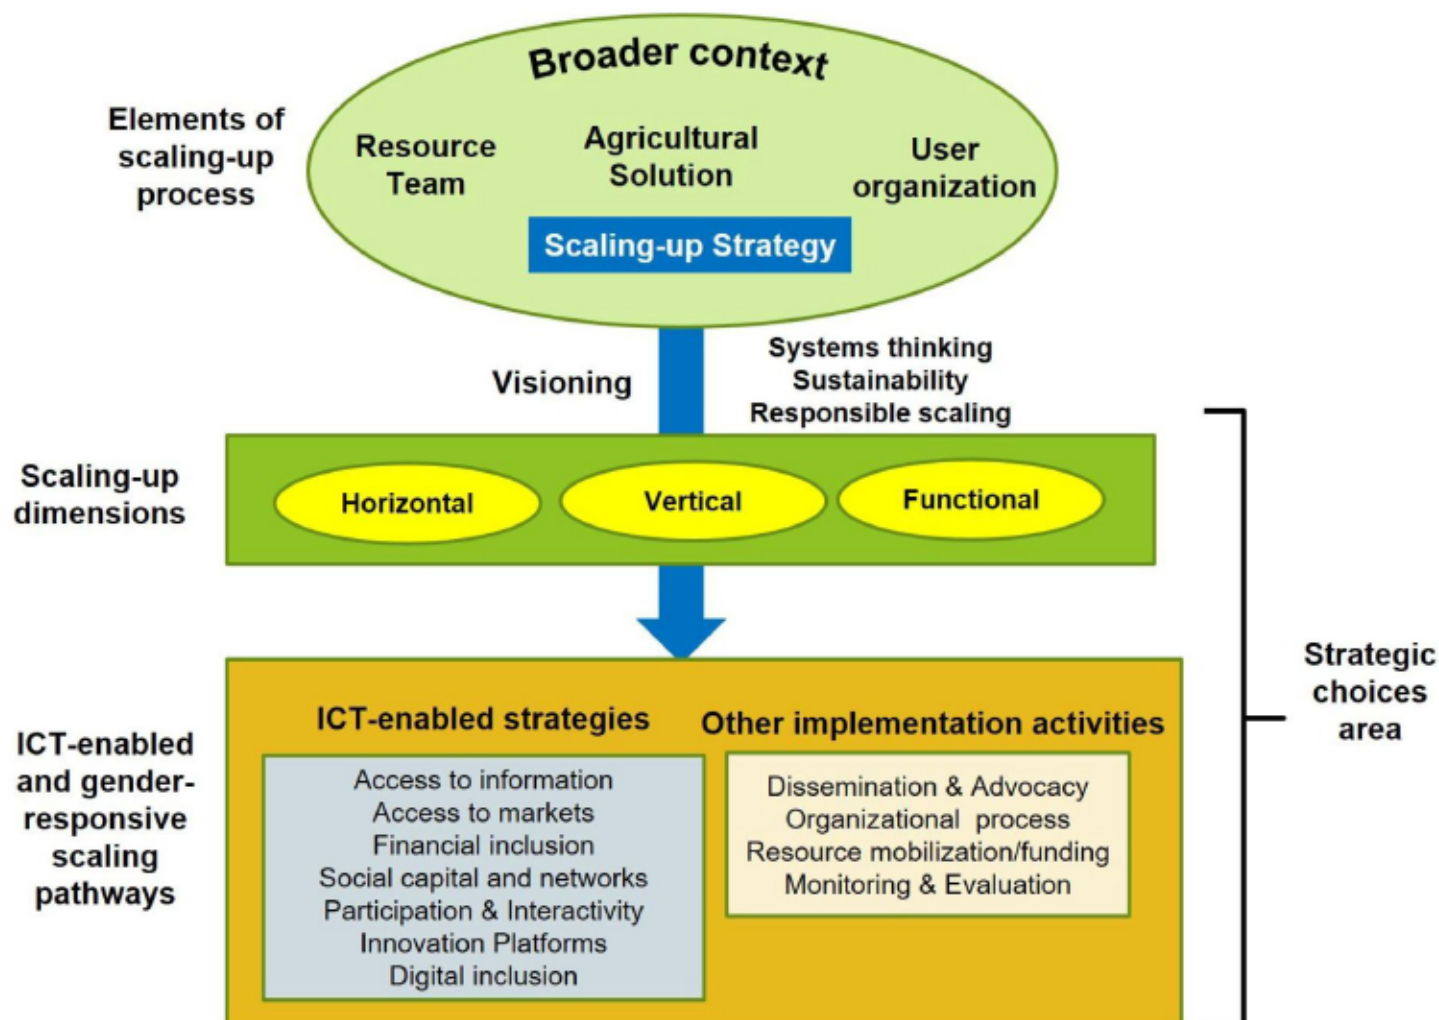 Broader context
Elements of
scaling-up
process
Resource
Team
Agricultural
Solution
User
organization
Scaling-up Strategy
Visioning
Systems thinking
Sustainability
Responsible scaling
Scaling-up
dimensions
Horizontal
Vertical
Functional
Strategic
choices
area
ICT-enabled
and gender-
responsive
scaling
pathways
ICT-enabled strategies
Access to information
Access to markets
Financial inclusion
Social capital and networks
Participation & Interactivity
Innovation Platforms
Digital inclusion
Other implementation activities
Dissemination & Advocacy
Organizational process
Resource mobilization/funding
Monitoring & Evaluation